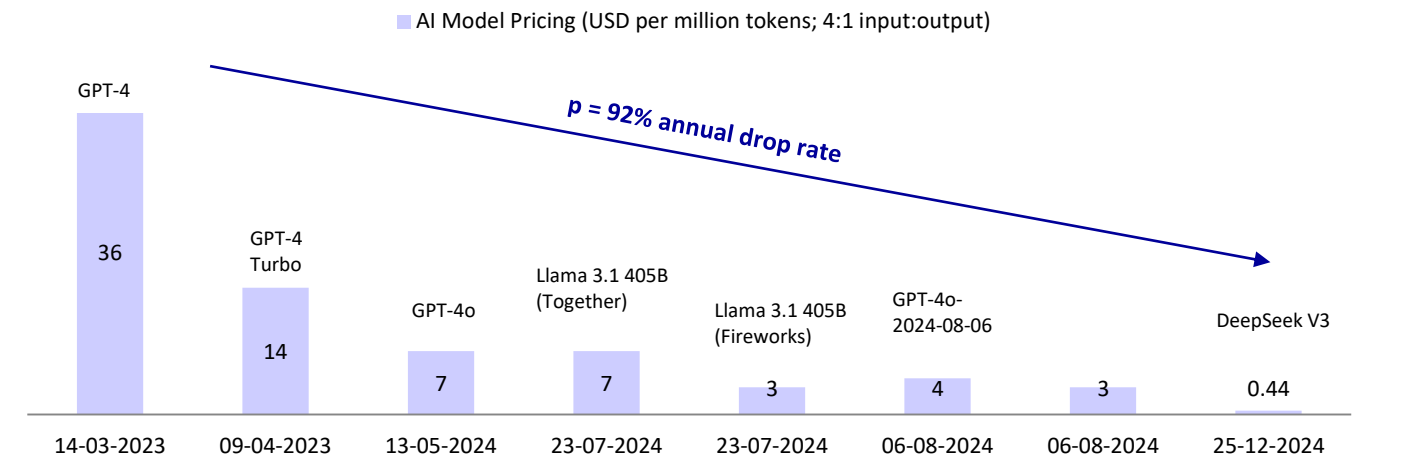 AI Model Pricing (USD per million tokens; 4:1 input:output)
p = 92% annual drop rate
GPT-4
36
GPT-4
Turbo
14
GPT-4o
7
Llama 3.1 405B
(Together)
7
Llama 3.1 405B
(Fireworks)
3
GPT-4o-
2024-08-06
4
3
DeepSeek V3
0.44
14-03-2023
09-04-2023
13-05-2024
23-07-2024
23-07-2024
06-08-2024
06-08-2024
25-12-2024